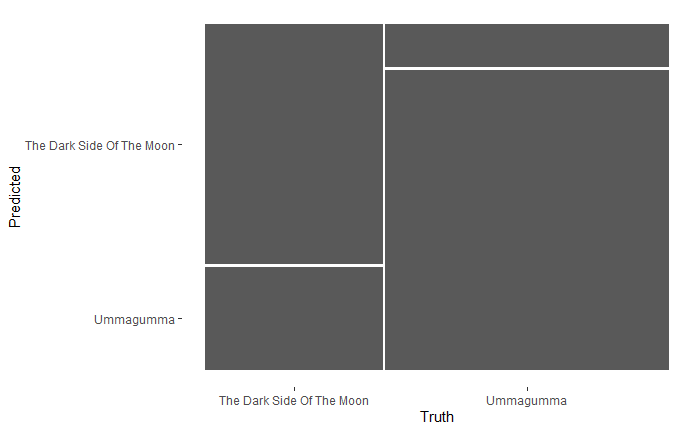 The Dark Side Of The Moon
Predicted
Ummagumma
The Dark Side Of The Moon
Ummagumma
Truth